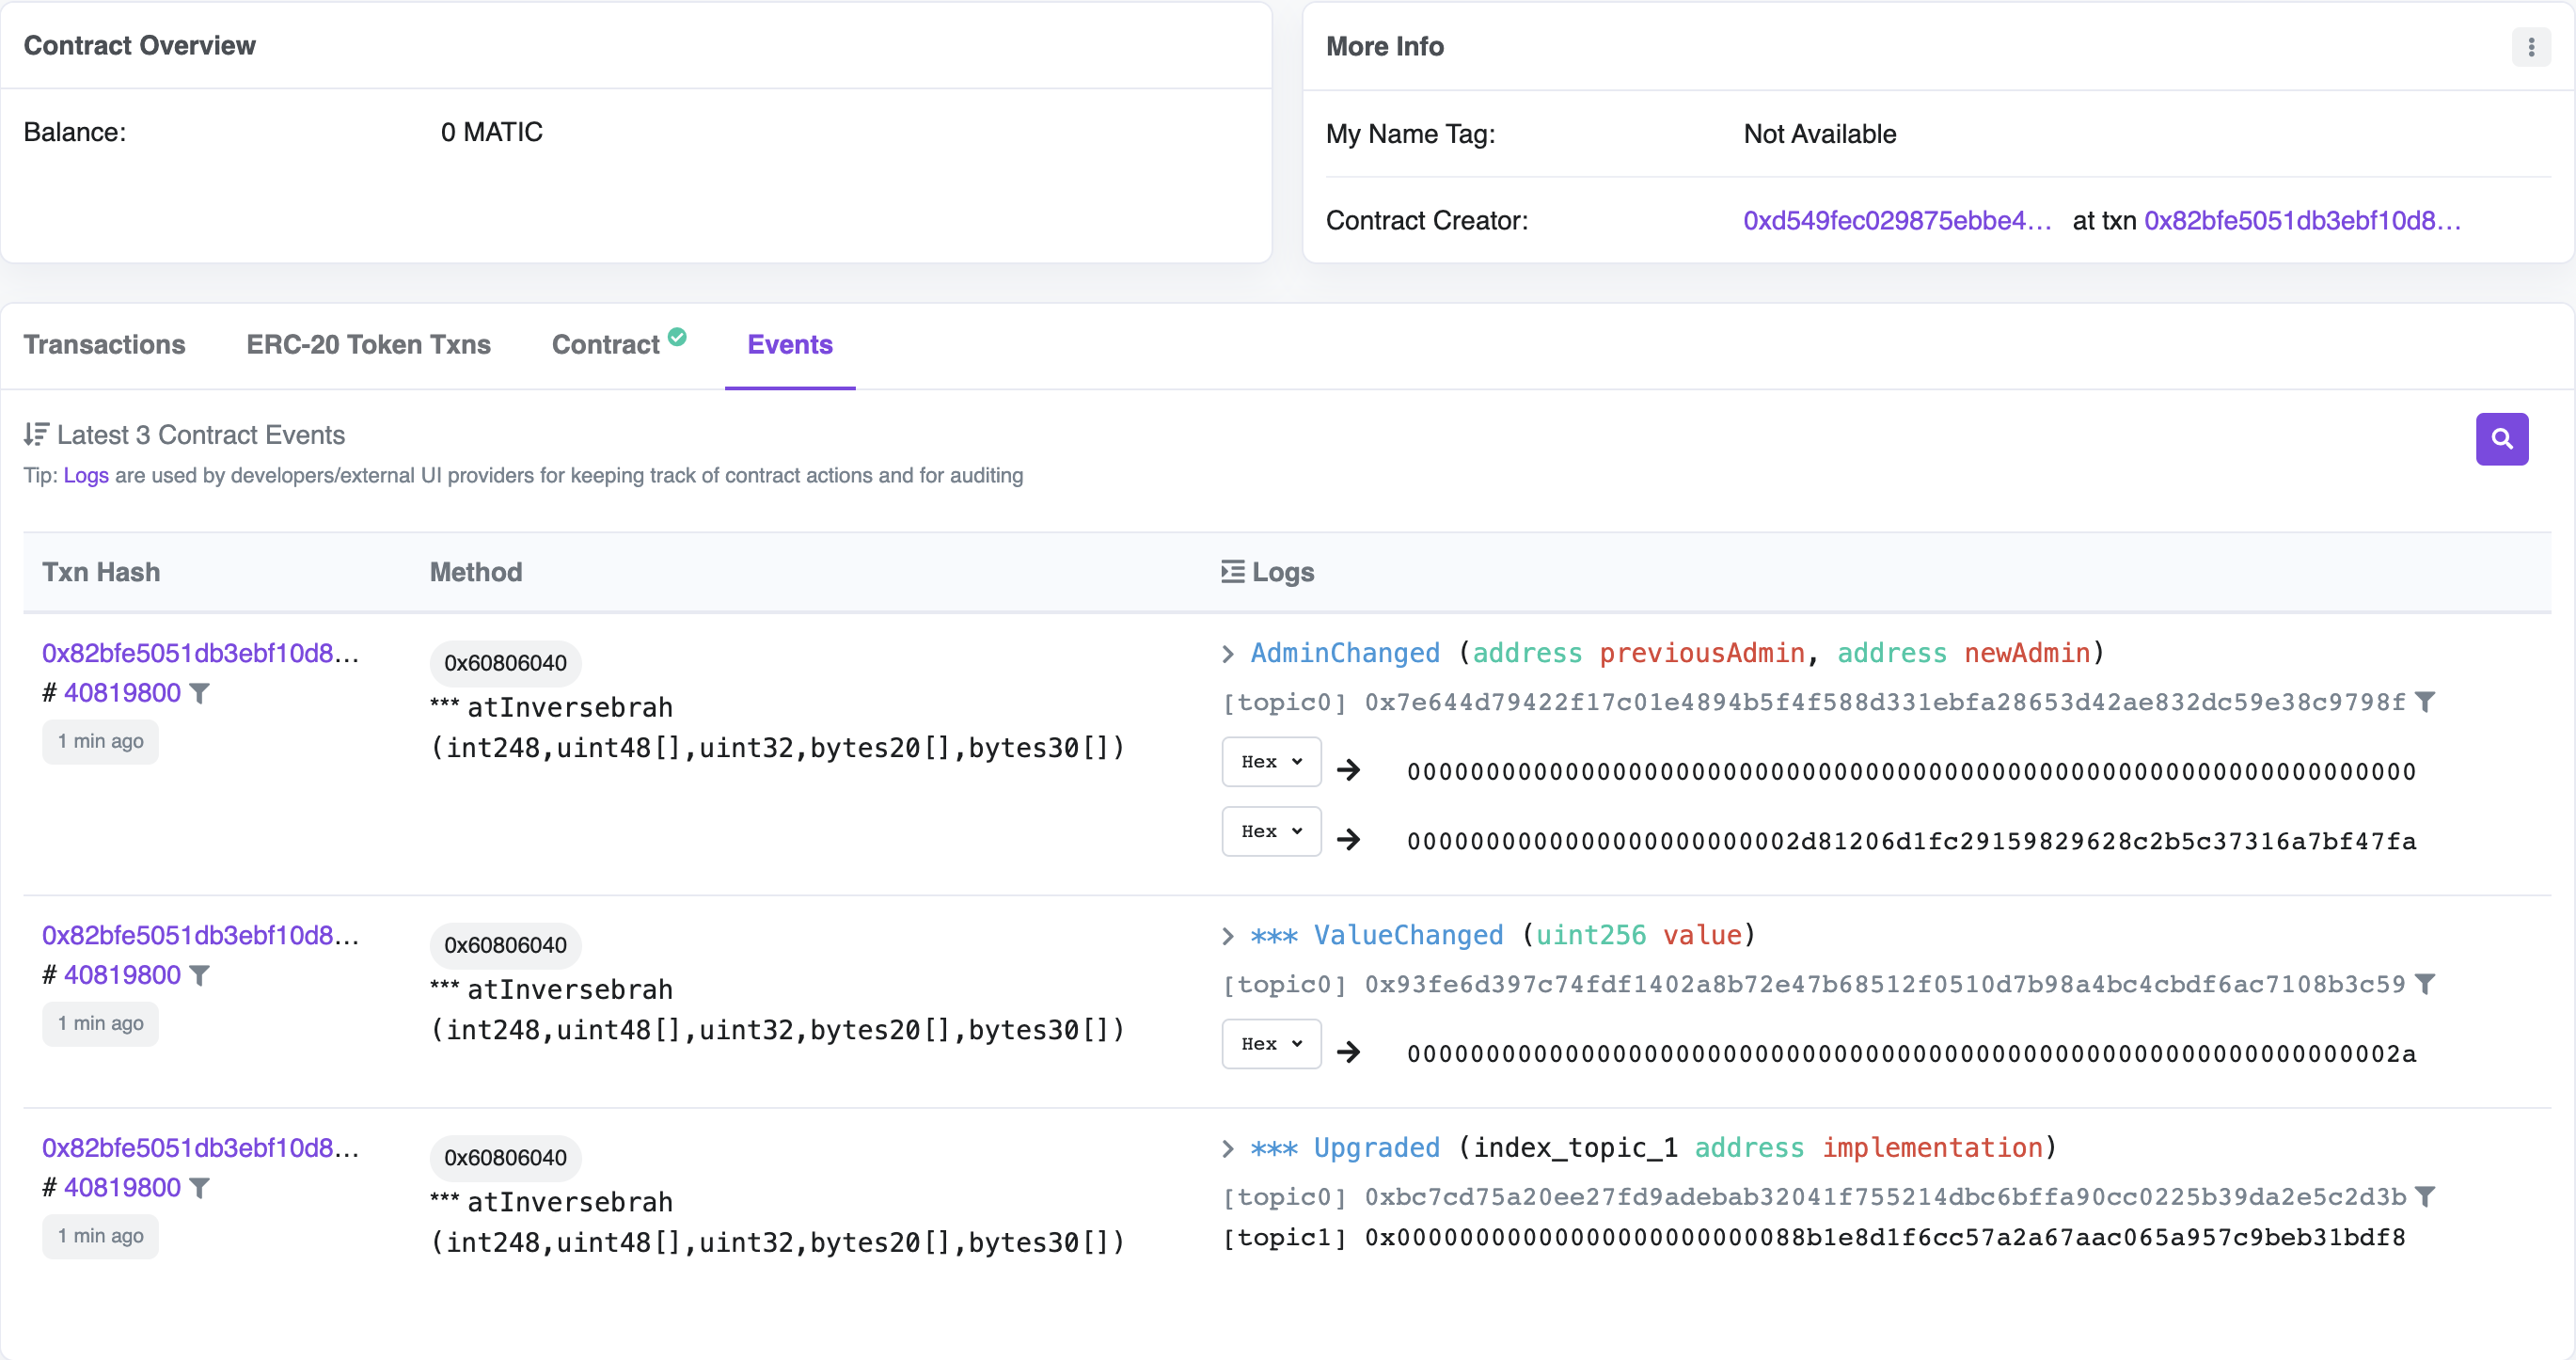 Contract Overview
Balance: 0 MATIC
More Info
My Name Tag: Not Available
Contract Creator: 0xd549fec029875ebbe4... at txn 0x82bfe5051db3ebf10d8...
Transactions ERC-20 Token Txns Contract Events
Latest 3 Contract Events
Tip: Logs are used by developers/external UI providers for keeping track of contract actions and for auditing
Txn Hash Method Logs
0x82bfe5051db3ebf10d8...
# 40819800
1 min ago
0x60806040
*** atInversebrah
(int248,uint48[],uint32,bytes20[],bytes30[])
AdminChanged (address previousAdmin, address newAdmin)
[topic0] 0x7e644d79422f17c01e4894b5f4f588d331ebfa28653d42ae832dc59e38c9798f
Hex 0000000000000000000000000000000000000000000000000000000000000000
Hex 0000000000000000000000002d81206d1fc29159829628c2b5c37316a7bf47fa
0x82bfe5051db3ebf10d8...
# 40819800
1 min ago
0x60806040
*** atInversebrah
(int248,uint48[],uint32,bytes20[],bytes30[])
*** ValueChanged (uint256 value)
[topic0] 0x93fe6d397c74fdf1402a8b72e47b68512f0510d7b98a4bc4cbdf6ac7108b3c59
Hex 000000000000000000000000000000000000000000000000000000000000002a
0x82bfe5051db3ebf10d8...
# 40819800
1 min ago
0x60806040
*** atInversebrah
(int248,uint48[],uint32,bytes20[],bytes30[])
*** Upgraded (index_topic_1 address implementation)
[topic0] 0xbc7cd75a20ee27fd9adebab32041f755214dbc6bffa90cc0225b39da2e5c2d3b
[topic1] 0x00000000000000000000000088b1e8d1f6cc57a2a67aac065a957c9beb31bdf8